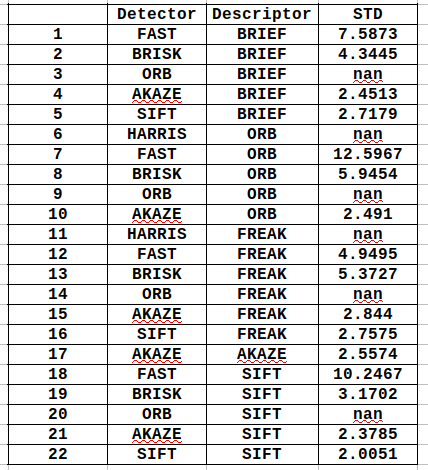 Detector Descriptor STD
1 FAST BRIEF 7.5873
2 BRISK BRIEF 4.3445
3 ORB BRIEF nan
4 AKAZE BRIEF 2.4513
5 SIFT BRIEF 2.7179
6 HARRIS ORB nan
7 FAST ORB 12.5967
8 BRISK ORB 5.9454
9 ORB ORB nan
10 AKAZE ORB 2.491
11 HARRIS FREAK nan
12 FAST FREAK 4.9495
13 BRISK FREAK 5.3727
14 ORB FREAK nan
15 AKAZE FREAK 2.844
16 SIFT FREAK 2.7575
17 AKAZE AKAZE 2.5574
18 FAST SIFT 10.2467
19 BRISK SIFT 3.1702
20 ORB SIFT nan
21 AKAZE SIFT 2.3785
22 SIFT SIFT 2.0051